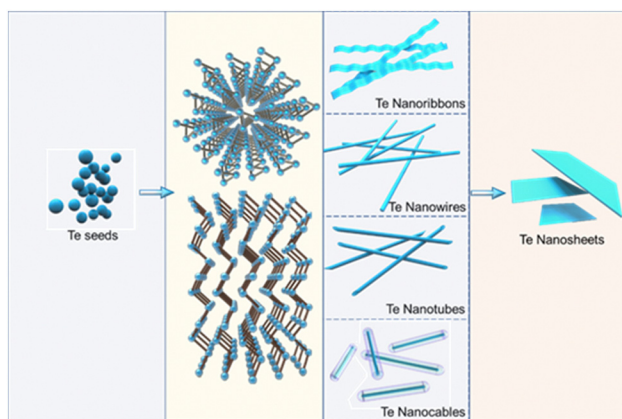 Te seeds
Te Nanoribbons
Te Nanowires
Te Nanotubes
Te Nanocables
Te Nanosheets